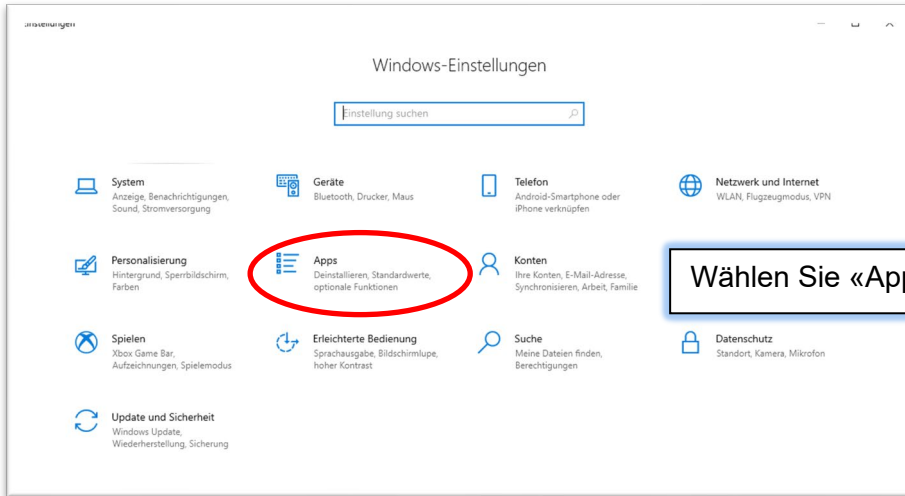 Windows-Einstellungen
Einstellung suchen
System
Anzeige, Benachrichtigungen,
Sound, Stromversorgung
Geräte
Bluetooth, Drucker, Maus
Telefon
Android-Smartphone oder
iPhone verknüpfen
Netzwerk und Internet
WLAN, Flugzeugmodus, VPN
Personalisierung
Hintergrund, Sperrbildschirm,
Farben
Apps
Deinstallieren, Standardwerte,
optionale Funktionen
Konten
Ihre Konten, E-Mail-Adresse,
Synchronisieren, Arbeit, Familie
Wählen Sie «App
Spielen
Xbox Game Bar,
Aufzeichnungen, Spielemodus
Erleichterte Bedienung
Sprachausgabe, Bildschirmlupe,
hoher Kontrast
Suche
Meine Dateien finden,
Berechtigungen
Datenschutz
Standort, Kamera, Mikrofon
Update und Sicherheit
Windows Update,
Wiederherstellung, Sicherung